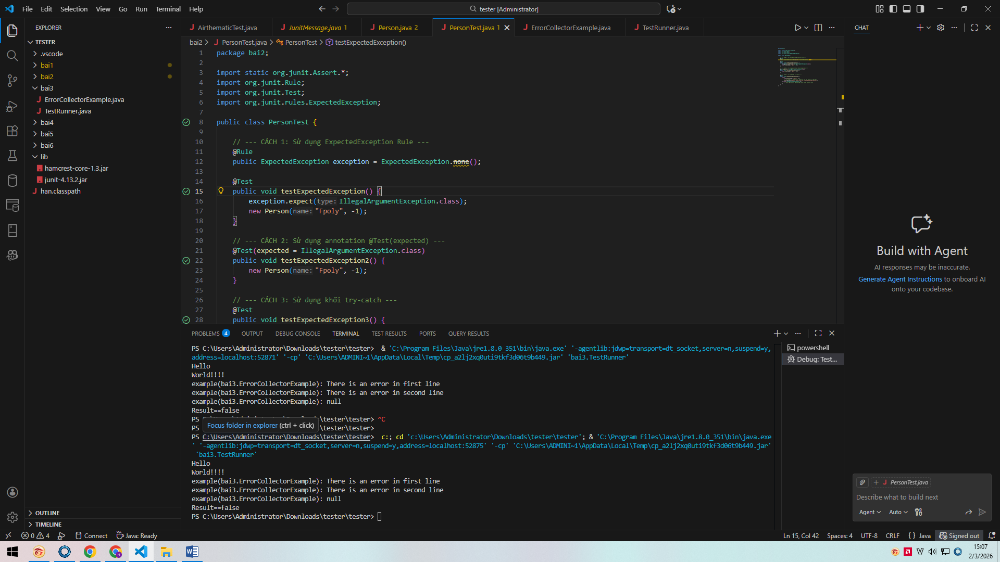 File Edit Selection View Go Run Terminal Help
tester [Administrator]
EXPLORER
TESTER
.vscode
bai1
bai2
bai3
ErrorCollectorExample.java
TestRunner.java
bai4
bai5
bai6
lib
hamcrest-core-1.3.jar
junit-4.13.2.jar
han.classpath
OUTLINE
TIMELINE
AirthematicTest.java JunitMessage.java 1 Person.java 2 PersonTest.java 1 ErrorCollectorExample.java TestRunner.java
bai2 > PersonTest.java > PersonTest > testExpectedException()
1 package bai2;
2
3 import static org.junit.Assert.*;
4 import org.junit.Rule;
5 import org.junit.Test;
6 import org.junit.rules.ExpectedException;
7
8 public class PersonTest {
9
10 // --- CÁCH 1: Sử dụng ExpectedException Rule ---
11 @Rule
12 public ExpectedException exception = ExpectedException.none();
13
14 @Test
15 public void testExpectedException() {
16 exception.expect(type: IllegalArgumentException.class);
17 new Person(name: "Fpoly", -1);
18 }
19
20 // --- CÁCH 2: Sử dụng annotation @Test(expected) ---
21 @Test(expected = IllegalArgumentException.class)
22 public void testExpectedException2() {
23 new Person(name: "Fpoly", -1);
24 }
25
26 // --- CÁCH 3: Sử dụng khối try-catch ---
27 @Test
28 public void testExpectedException3() {
PROBLEMS 4 OUTPUT DEBUG CONSOLE TERMINAL TEST RESULTS PORTS QUERY RESULTS
PS C:\Users\Administrator\Downloads\tester\tester> & 'C:\Program Files\Java\jre1.8.0_351\bin\java.exe' '-agentlib:jdwp=transport=dt_socket,server=n,suspend=y,
address=localhost:52871' '-cp' 'C:\Users\ADMINI~1\AppData\Local\Temp\cp_a2lj2xq0uti9tkf3d06t9b449.jar' 'bai3.TestRunner'
Hello
World!!!!
example(bai3.ErrorCollectorExample): There is an error in first line
example(bai3.ErrorCollectorExample): There is an error in second line
example(bai3.ErrorCollectorExample): null
Result==false
PS \tester\tester> ^C
Focus folder in explorer (ctrl + click)
PS \tester\tester>
PS C:\Users\Administrator\Downloads\tester\tester> c:; cd 'c:\Users\Administrator\Downloads\tester\tester'; & 'C:\Program Files\Java\jre1.8.0_351\bin\java.exe
' '-agentlib:jdwp=transport=dt_socket,server=n,suspend=y,address=localhost:52875' '-cp' 'C:\Users\ADMINI~1\AppData\Local\Temp\cp_a2lj2xq0uti9tkf3d06t9b449.jar'
'bai3.TestRunner'
Hello
World!!!!
example(bai3.ErrorCollectorExample): There is an error in first line
example(bai3.ErrorCollectorExample): There is an error in second line
example(bai3.ErrorCollectorExample): null
Result==false
PS C:\Users\Administrator\Downloads\tester\tester>
powershell
Debug: Test...
CHAT
Build with Agent
AI responses may be inaccurate.
Generate Agent Instructions to onboard AI
onto your codebase.
PersonTest.java
Describe what to build next
Agent Auto
0 4 Connect Java: Ready
Ln 15, Col 42 Spaces: 4 UTF-8 CRLF {} Java Signed out
15:07
2/3/2026